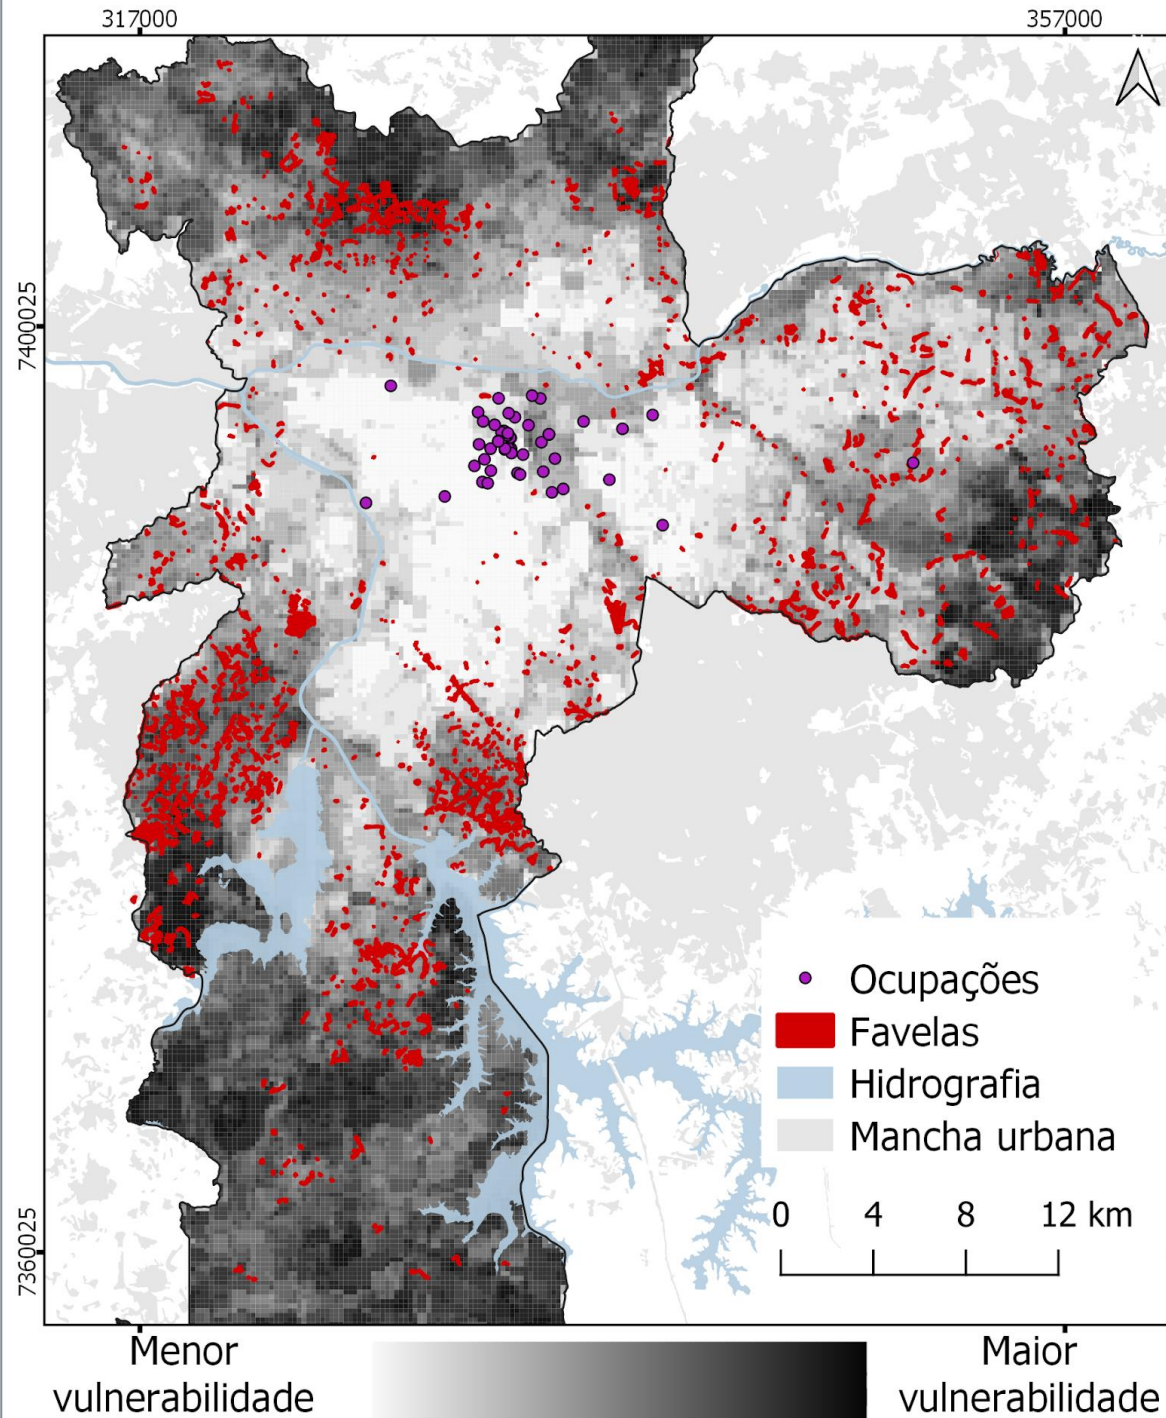 317000
357000
7400025
7360025
Ocupações
Favelas
Hidrografia
Mancha urbana
0 4 8 12 km
Menor
vulnerabilidade
Maior
vulnerabilidade